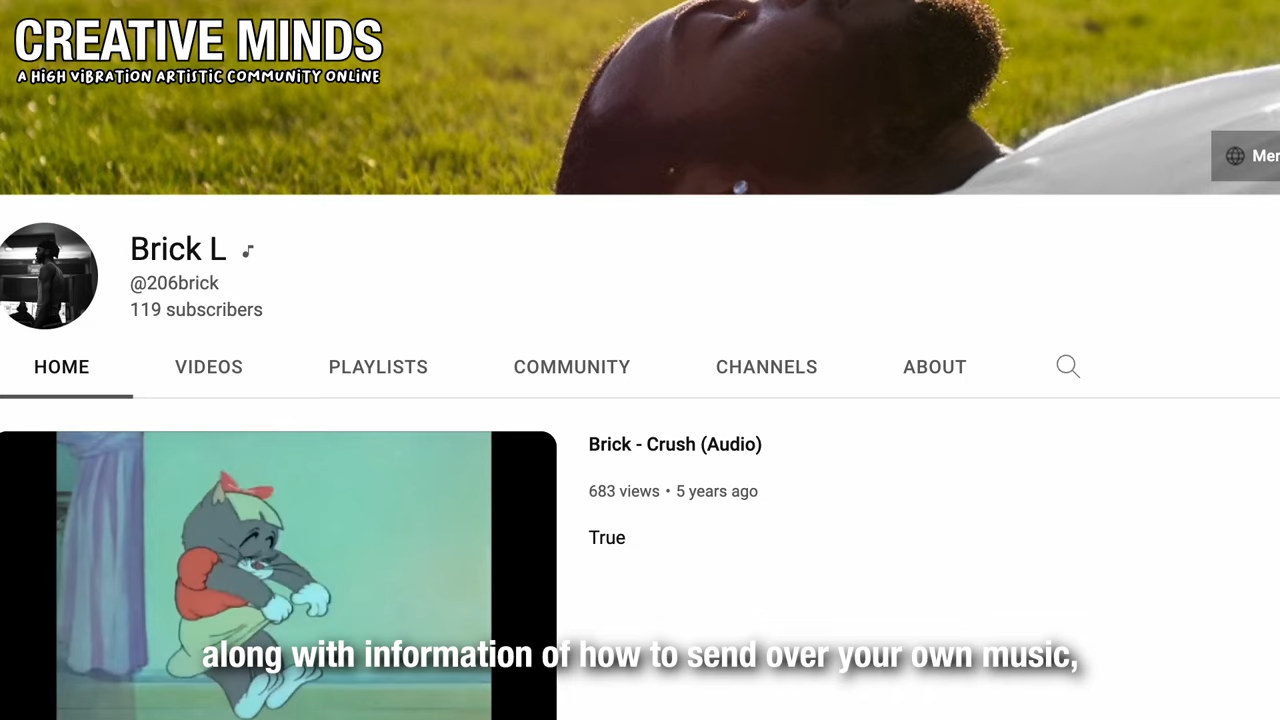 CREATIVE MINDS
A HIGH VIBRATION ARTISTIC COMMUNITY ONLINE
Brick L
@206brick
119 subscribers
HOME VIDEOS PLAYLISTS COMMUNITY CHANNELS ABOUT
Brick - Crush (Audio)
683 views • 5 years ago
True
along with information of how to send over your own music,